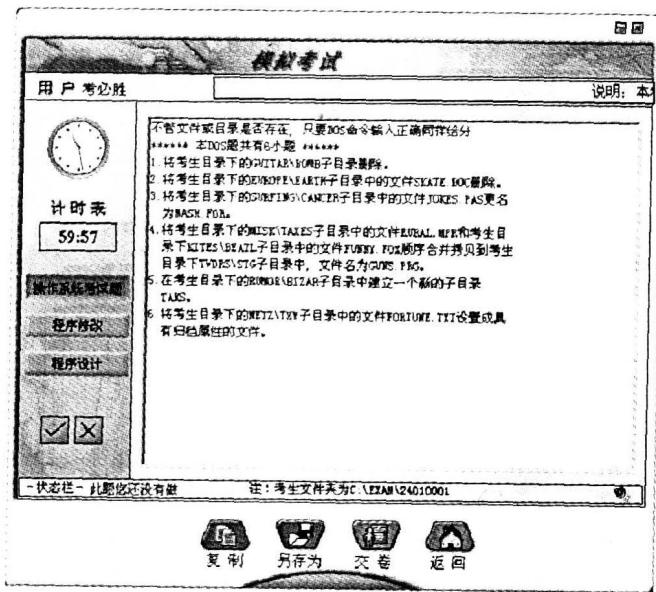 模拟考试
用户 考必胜
说明：本
不管文件或目录是否存在，只要DOS命令输入正确同样给分
****** 本DOS题共有6小题 ******
1.将考生目录下的GUITAR\BOMB子目录删除。
2.将考生目录下的EUROPE\EARTH子目录中的文件SKATE.DOC删除。
3.将考生目录下的SURFING\CANCER子目录中的文件JOKES.PAS更名
为MASH.FOR。
4.将考生目录下的MISK\TAXES子目录中的文件RURAL.MPR和考生目
录下KITES\BEATL子目录中的文件FUNNY.FOX顺序合并拷贝到考生
目录下TVDRS\STG子目录中，文件名为GUNS.PRG。
5.在考生目录下的RUMOR\BIZAR子目录中建立一个新的子目录
TAKS。
6 将考生目录下的METZ\TEW子目录中的文件FORTUNE.TXT设置成具
有归档属性的文件。
计时表
59:57
操作系统考试题
程序修改
程序设计
-状态栏- 此题您还没有做
注：考生文件夹为C:\EXAM\24010001
复制
另存为
交卷
返回